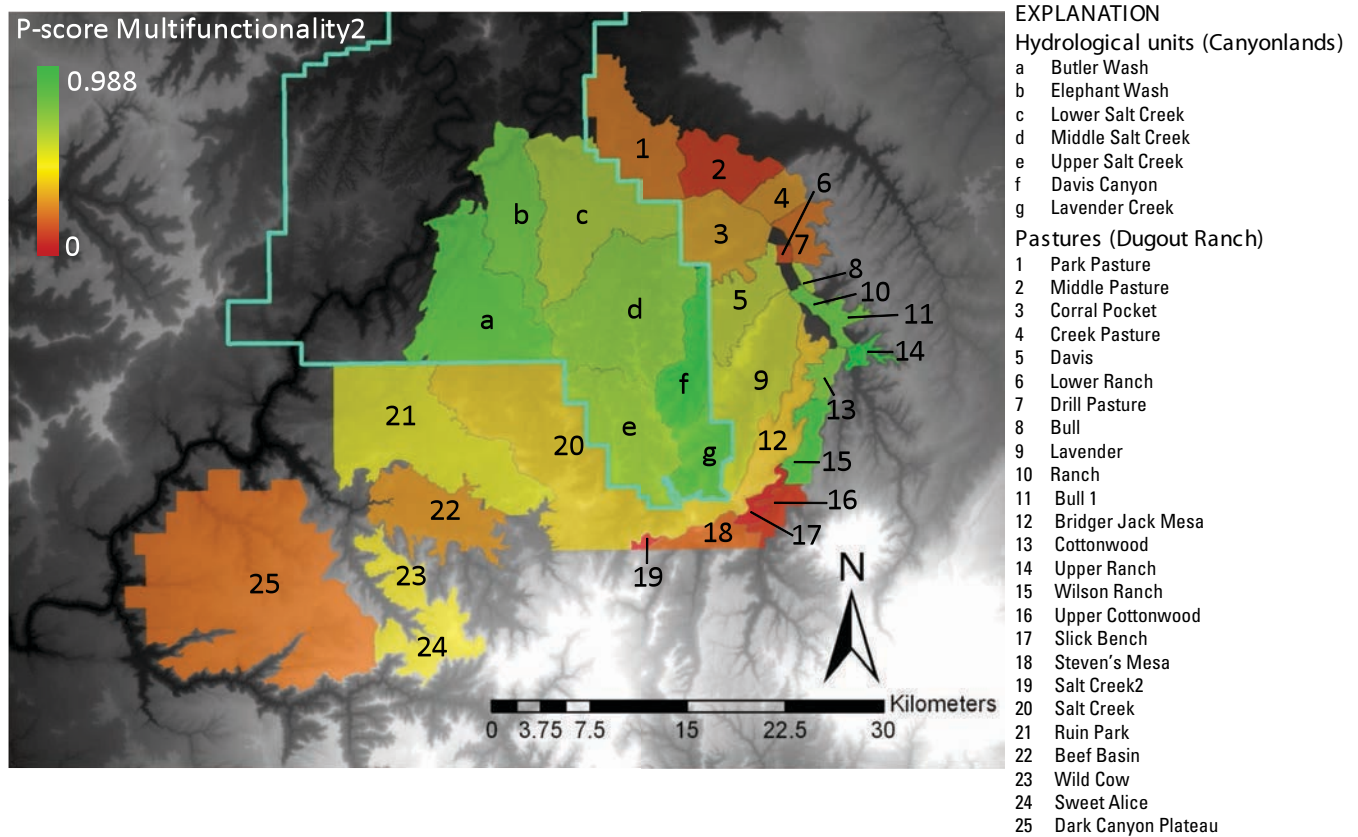 P-score Multifunctionality2
0.988
0
1
2
3
4
6
7
8
10
11
14
5
9
13
12
15
16
17
18
19
b
c
a
d
f
e
g
21
20
22
23
24
25
N
Kilometers
0 3.75 7.5 15 22.5 30
EXPLANATION
Hydrological units (Canyonlands)
a Butler Wash
b Elephant Wash
c Lower Salt Creek
d Middle Salt Creek
e Upper Salt Creek
f Davis Canyon
g Lavender Creek
Pastures (Dugout Ranch)
1 Park Pasture
2 Middle Pasture
3 Corral Pocket
4 Creek Pasture
5 Davis
6 Lower Ranch
7 Drill Pasture
8 Bull
9 Lavender
10 Ranch
11 Bull 1
12 Bridger Jack Mesa
13 Cottonwood
14 Upper Ranch
15 Wilson Ranch
16 Upper Cottonwood
17 Slick Bench
18 Steven's Mesa
19 Salt Creek2
20 Salt Creek
21 Ruin Park
22 Beef Basin
23 Wild Cow
24 Sweet Alice
25 Dark Canyon Plateau